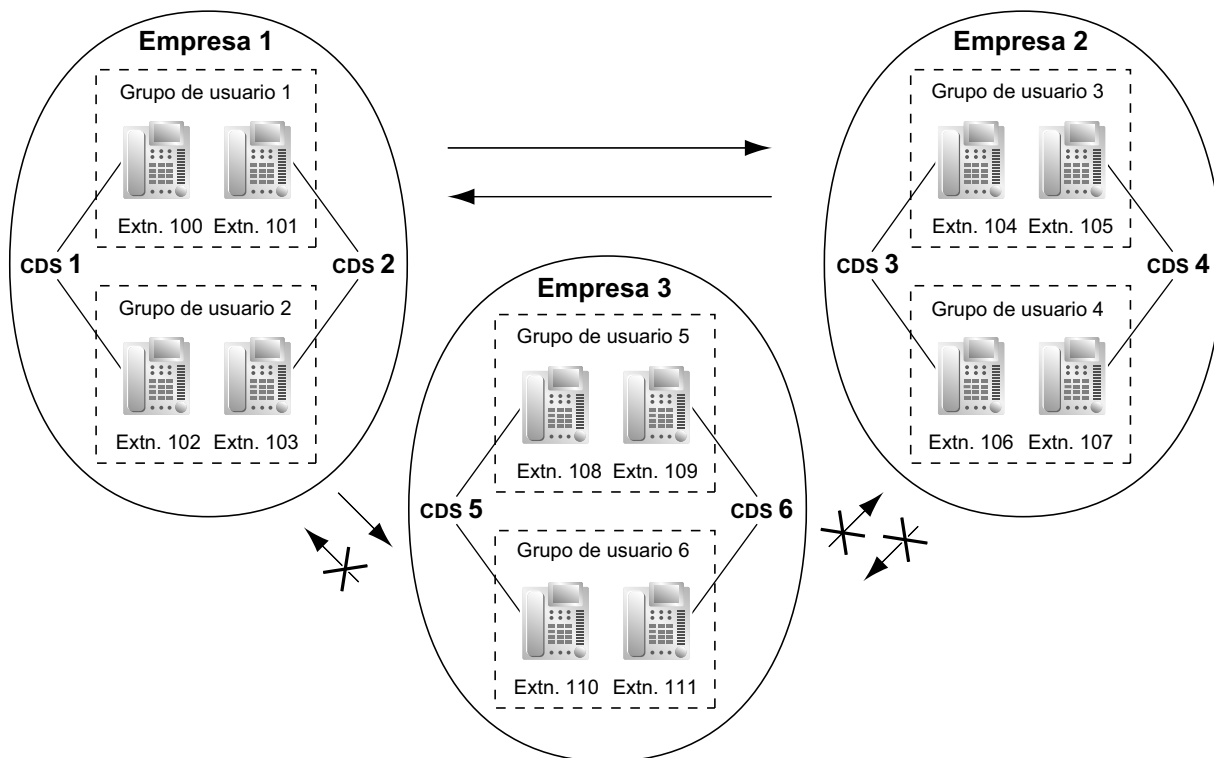 Empresa 1
Grupo de usuario 1
Extn. 100 Extn. 101
CDS 1
CDS 2
Grupo de usuario 2
Extn. 102 Extn. 103
Empresa 2
Grupo de usuario 3
Extn. 104 Extn. 105
CDS 3
CDS 4
Grupo de usuario 4
Extn. 106 Extn. 107
Empresa 3
Grupo de usuario 5
Extn. 108 Extn. 109
CDS 5
CDS 6
Grupo de usuario 6
Extn. 110 Extn. 111